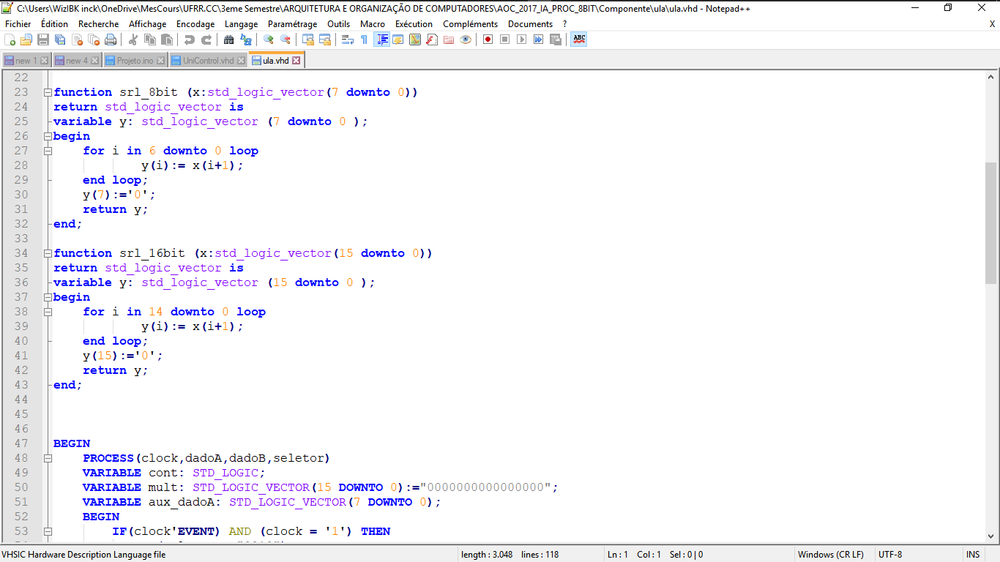 C:\Users\WizIBK inck\OneDrive\MesCours\UFRR.CC\3eme Semestre\ARQUITETURA E ORGANIZAÇÃO DE COMPUTADORES\AOC_2017_IA_PROC_8BIT\Componente\ula\ula.vhd - Notepad++
Fichier Édition Recherche Affichage Encodage Langage Paramétrage Outils Macro Exécution Compléments Documents ? X
ABC
new 1 new 4 Projeto.ino UniControl.vhd ula.vhd
22
23 function srl_8bit (x:std_logic_vector(7 downto 0))
24 return std_logic_vector is
25 variable y: std_logic_vector (7 downto 0 );
26 begin
27 for i in 6 downto 0 loop
28 y(i):= x(i+1);
29 end loop;
30 y(7):='0';
31 return y;
32 end;
33
34 function srl_16bit (x:std_logic_vector(15 downto 0))
35 return std_logic_vector is
36 variable y: std_logic_vector (15 downto 0 );
37 begin
38 for i in 14 downto 0 loop
39 y(i):= x(i+1);
40 end loop;
41 y(15):='0';
42 return y;
43 end;
44
45
46
47 BEGIN
48 PROCESS(clock,dadoA,dadoB,seletor)
49 VARIABLE cont: STD_LOGIC;
50 VARIABLE mult: STD_LOGIC_VECTOR(15 DOWNTO 0):="0000000000000000";
51 VARIABLE aux_dadoA: STD_LOGIC_VECTOR(7 DOWNTO 0);
52 BEGIN
53 IF(clock'EVENT) AND (clock = '1') THEN
VHSIC Hardware Description Language file length : 3.048 lines : 118 Ln : 1 Col : 1 Sel : 0 | 0 Windows (CR LF) UTF-8 INS